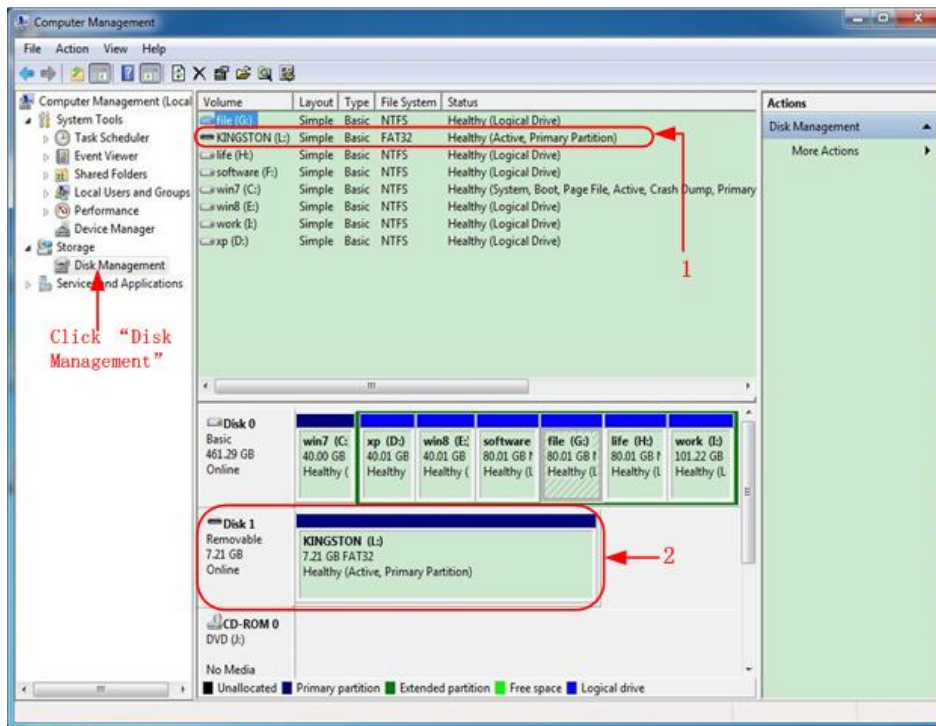 Computer Management
File Action View Help
Computer Management (Local
System Tools
Task Scheduler
Event Viewer
Shared Folders
Local Users and Groups
Performance
Device Manager
Storage
Disk Management
Services and Applications
Click “Disk
Management”
Volume Layout Type File System Status
file (G:) Simple Basic NTFS Healthy (Logical Drive)
KINGSTON (L:) Simple Basic FAT32 Healthy (Active, Primary Partition)
life (H:) Simple Basic NTFS Healthy (Logical Drive)
software (F:) Simple Basic NTFS Healthy (Logical Drive)
win7 (C:) Simple Basic NTFS Healthy (System, Boot, Page File, Active, Crash Dump, Primary
win8 (E:) Simple Basic NTFS Healthy (Logical Drive)
work (I:) Simple Basic NTFS Healthy (Logical Drive)
xp (D:) Simple Basic NTFS Healthy (Logical Drive)
1
Disk 0
Basic
461.29 GB
Online
win7 (C:
40.00 GB
Healthy (
xp (D:)
40.01 GB
Healthy
win8 (E:
40.01 GB
Healthy (
software
80.01 GB N
Healthy (L
file (G:)
80.01 GB N
Healthy (L
life (H:)
80.01 GB N
Healthy (L
work (I:)
101.22 GB
Healthy (L
Disk 1
Removable
7.21 GB
Online
KINGSTON (L:)
7.21 GB FAT32
Healthy (Active, Primary Partition)
2
CD-ROM 0
DVD (J:)
No Media
Unallocated Primary partition Extended partition Free space Logical drive
Actions
Disk Management
More Actions